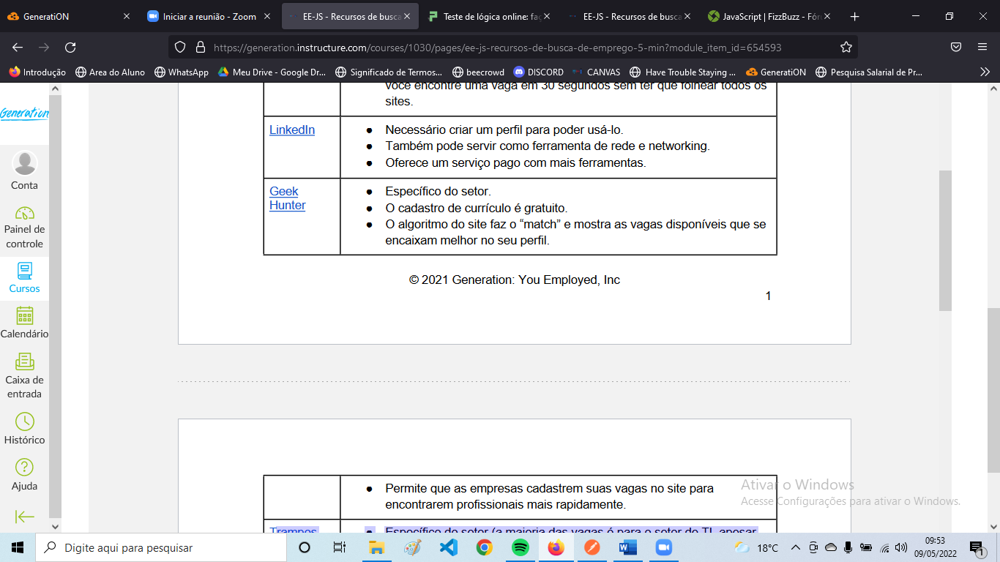 GeneratiON
Iniciar a reunião - Zoom
EE-JS - Recursos de busca
Teste de lógica online: faç
EE-JS - Recursos de busca
JavaScript | FizzBuzz - Fór
https://generation.instructure.com/courses/1030/pages/ee-js-recursos-de-busca-de-emprego-5-min?module_item_id=654593
Introdução
Area do Aluno
WhatsApp
Meu Drive - Google Dr...
Significado de Termos...
beecrowd
DISCORD
CANVAS
Have Trouble Staying ...
GeneratiON
Pesquisa Salarial de Pr...
Generation
Conta
Painel de
controle
Cursos
Calendário
Caixa de
entrada
Histórico
Ajuda
você encontre uma vaga em 30 segundos sem ter que folhear todos os
sites.
LinkedIn
● Necessário criar um perfil para poder usá-lo.
● Também pode servir como ferramenta de rede e networking.
● Oferece um serviço pago com mais ferramentas.
Geek
Hunter
● Específico do setor.
● O cadastro de currículo é gratuito.
● O algoritmo do site faz o “match” e mostra as vagas disponíveis que se
encaixam melhor no seu perfil.
© 2021 Generation: You Employed, Inc
1
● Permite que as empresas cadastrem suas vagas no site para
encontrarem profissionais mais rapidamente.
Trampos
● Específico do setor (a maioria das vagas é para o setor de TI, apesar
Ativar o Windows
Acesse Configurações para ativar o Windows.
Digite aqui para pesquisar
18°C
09:53
09/05/2022
1